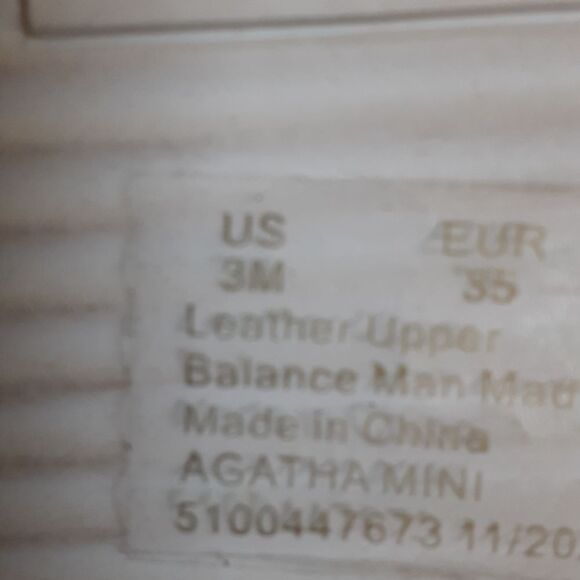 US EUR
3M 35
Leather Upper
Balance Man Mad
Made in China
AGATHA MINI
5100447673 11/20